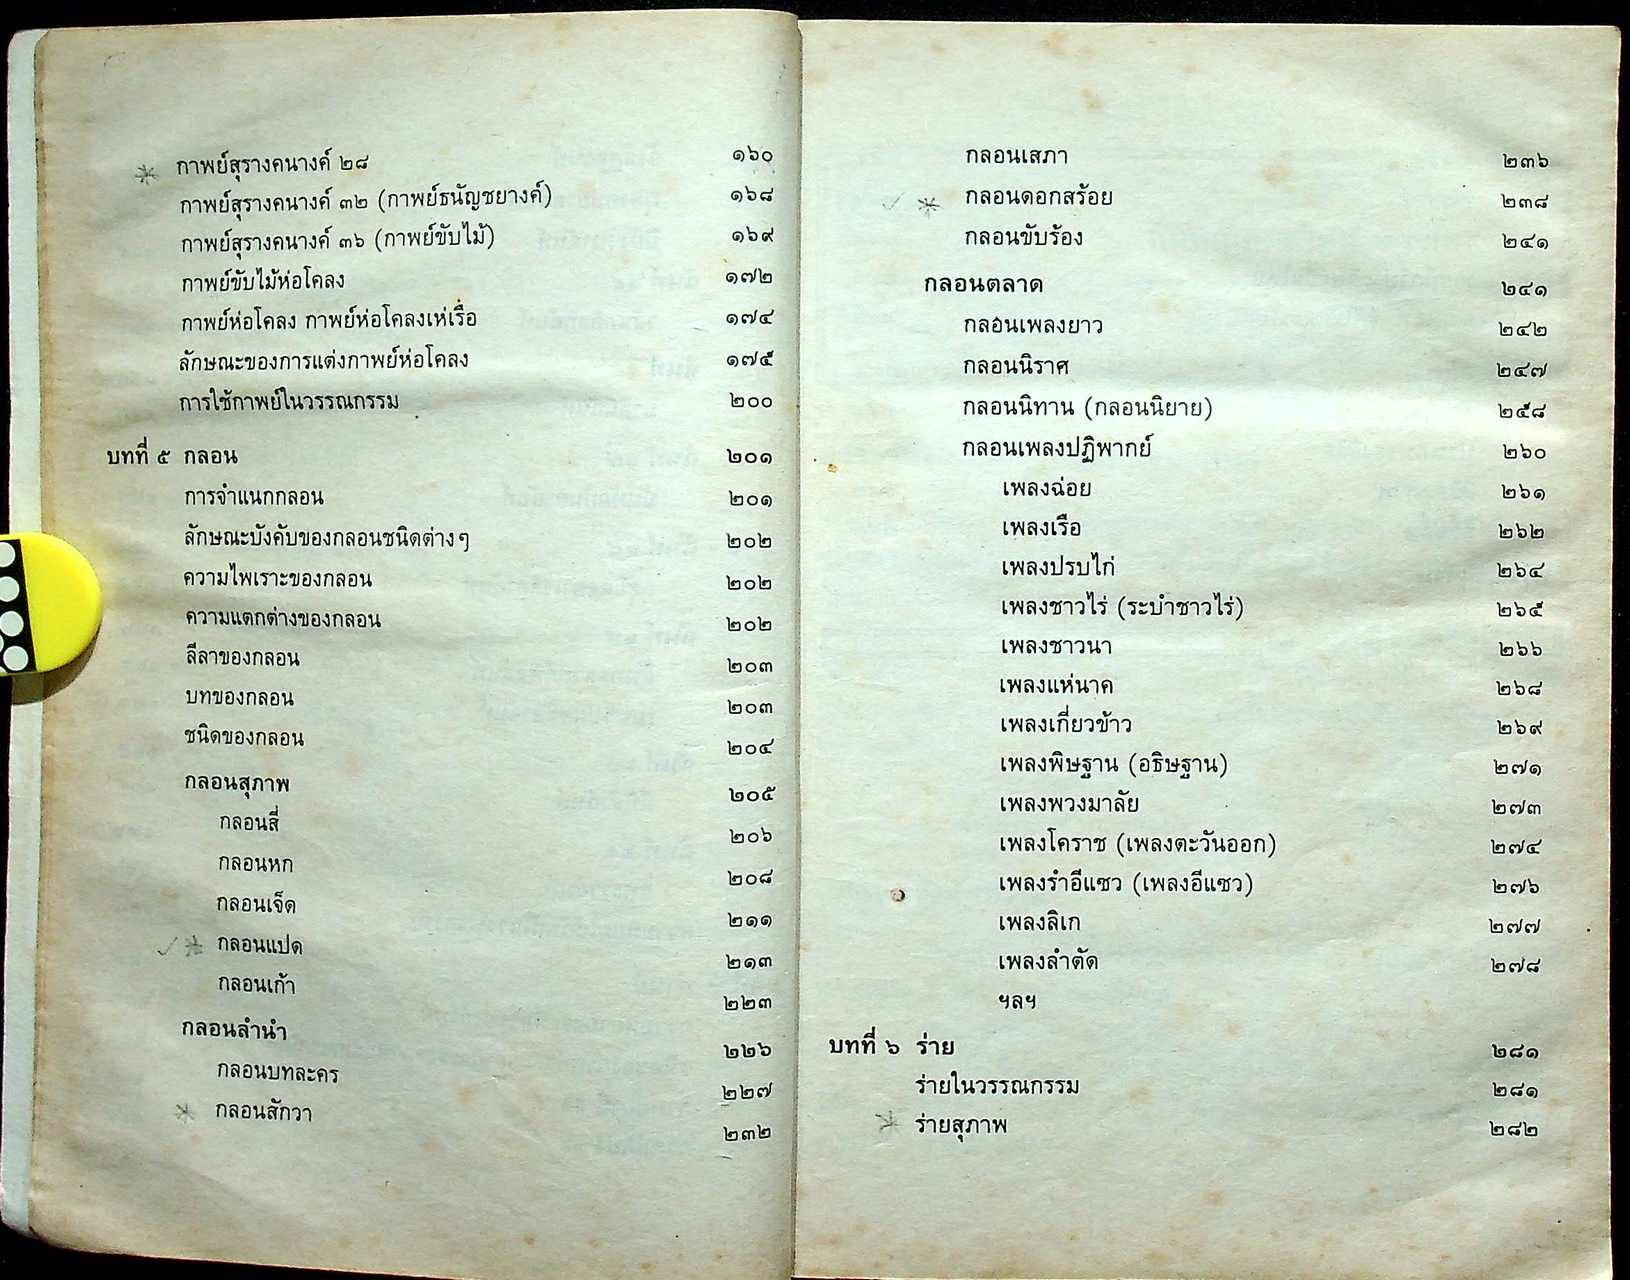 กาพย์สุรางคนางค์ ๒๘ ๑๖๐
กาพย์สุรางคนางค์ ๓๒ (กาพย์ธนัญชยางค์) ๑๖๘
กาพย์สุรางคนางค์ ๓๖ (กาพย์ขับไม้) ๑๖๙
กาพย์ขับไม้ห่อโคลง ๑๗๒
กาพย์ห่อโคลง กาพย์ห่อโคลงเห่เรือ ๑๗๔
ลักษณะของการแต่งกาพย์ห่อโคลง ๑๗๕
การใช้กาพย์ในวรรณกรรม ๒๐๐
บทที่ ๕ กลอน ๒๐๑
การจำแนกกลอน ๒๐๑
ลักษณะบังคับของกลอนชนิดต่างๆ ๒๐๒
ความไพเราะของกลอน ๒๐๒
ความแตกต่างของกลอน ๒๐๒
ลีลาของกลอน ๒๐๓
บทของกลอน ๒๐๓
ชนิดของกลอน ๒๐๔
กลอนสุภาพ ๒๐๕
กลอนสี่ ๒๐๖
กลอนหก ๒๐๘
กลอนเจ็ด ๒๑๑
กลอนแปด ๒๑๓
กลอนเก้า ๒๒๓
กลอนลำนำ ๒๒๖
กลอนบทละคร ๒๒๗
กลอนสักวา ๒๓๒
กลอนเสภา ๒๓๖
กลอนดอกสร้อย ๒๓๘
กลอนขับร้อง ๒๔๑
กลอนตลาด ๒๔๑
กลอนเพลงยาว ๒๔๒
กลอนนิราศ ๒๔๗
กลอนนิทาน (กลอนนิยาย) ๒๕๘
กลอนเพลงปฏิพากย์ ๒๖๐
เพลงฉ่อย ๒๖๑
เพลงเรือ ๒๖๒
เพลงปรบไก่ ๒๖๔
เพลงชาวไร่ (ระบำชาวไร่) ๒๖๕
เพลงชาวนา ๒๖๖
เพลงแห่นาค ๒๖๘
เพลงเกี่ยวข้าว ๒๖๙
เพลงพิษฐาน (อธิษฐาน) ๒๗๑
เพลงพวงมาลัย ๒๗๓
เพลงโคราช (เพลงตะวันออก) ๒๗๔
เพลงรำอีแซว (เพลงอีแซว) ๒๗๖
เพลงลิเก ๒๗๗
เพลงลำตัด ๒๗๘
ฯลฯ
บทที่ ๖ ร่าย ๒๘๑
ร่ายในวรรณกรรม ๒๘๑
ร่ายสุภาพ ๒๘๒